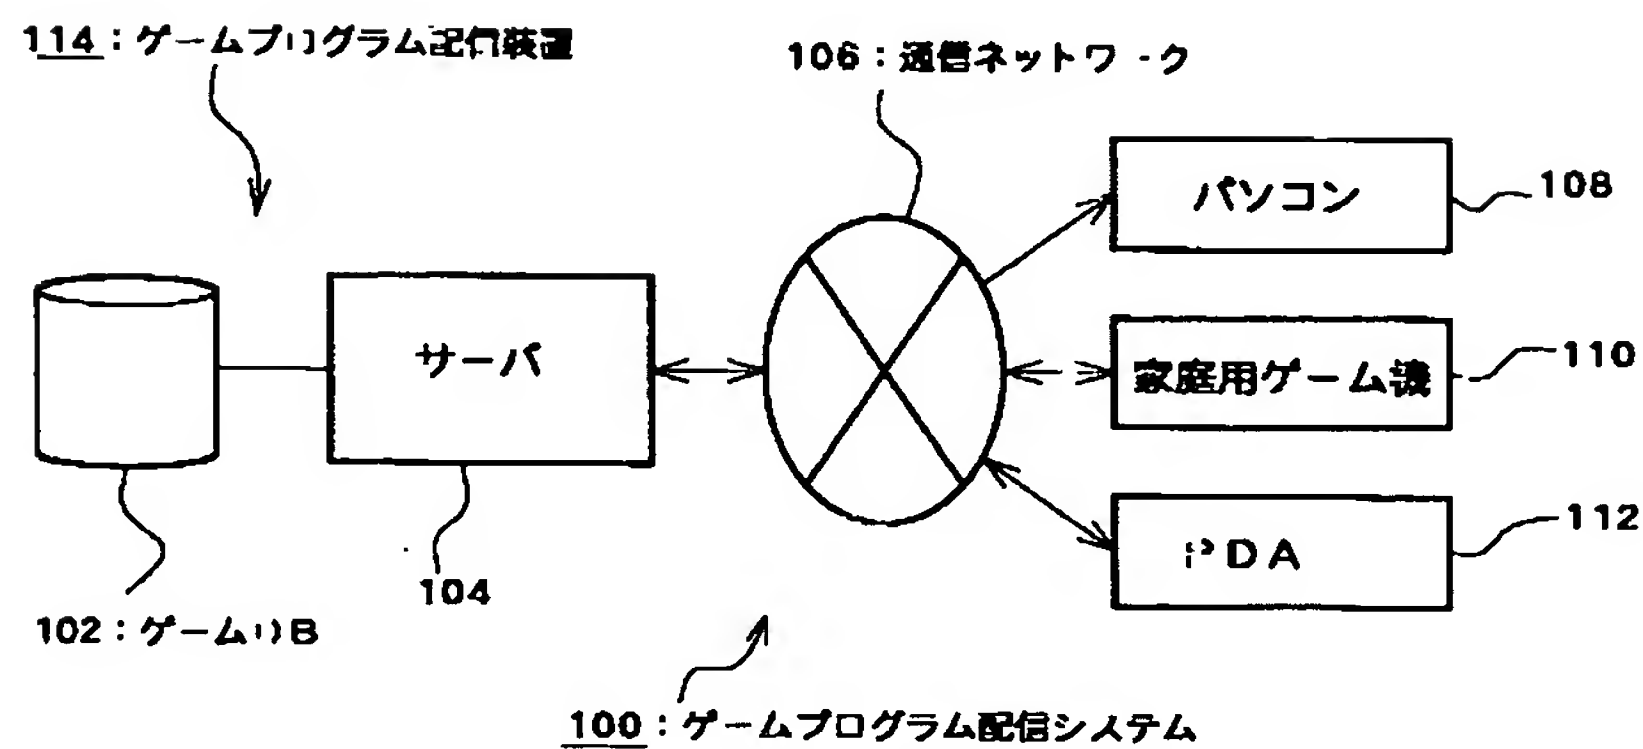 114：ゲームプログラム配信装置
106：通信ネットワーク
パソコン
108
サーバ
家庭用ゲーム機
110
PDA
112
104
102：ゲームDB
100：ゲームプログラム配信システム